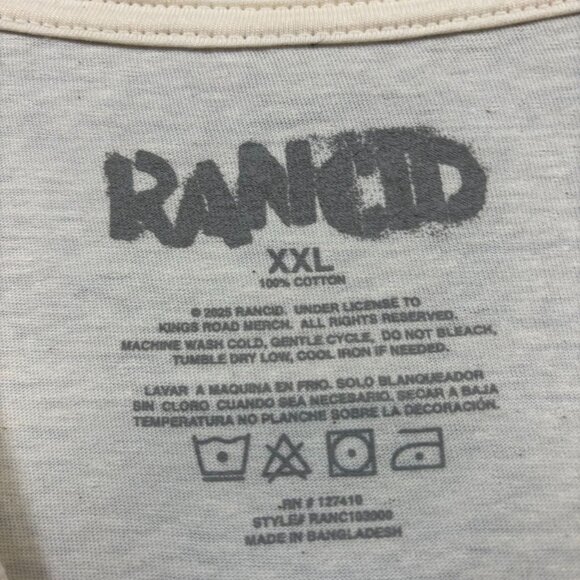 RANCID
XXL
100% COTTON
© 2025 RANCID. UNDER LICENSE TO
KINGS ROAD MERCH. ALL RIGHTS RESERVED.
MACHINE WASH COLD, GENTLE CYCLE, DO NOT BLEACH,
TUMBLE DRY LOW, COOL IRON IF NEEDED.
LAVAR A MAQUINA EN FRIO. SOLO BLANQUEADOR
SIN CLORO CUANDO SEA NECESARIO. SECAR A BAJA
TEMPERATURA NO PLANCHE SOBRE LA DECORACIÓN.
RN # 127410
STYLE# RANC103000
MADE IN BANGLADESH